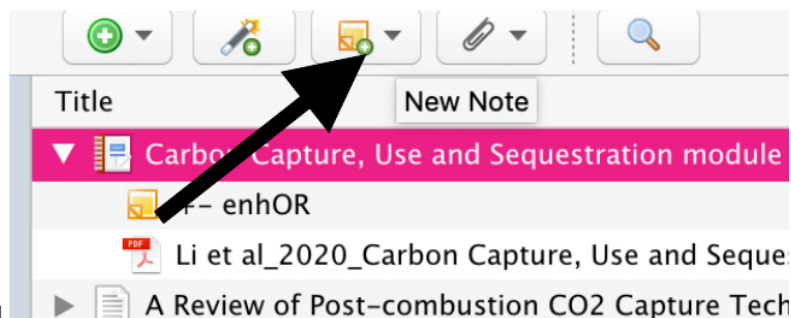 Title
New Note
Carbon Capture, Use and Sequestration module
+- enhOR
PDF
Li et al_2020_Carbon Capture, Use and Seque
A Review of Post-combustion CO2 Capture Tech